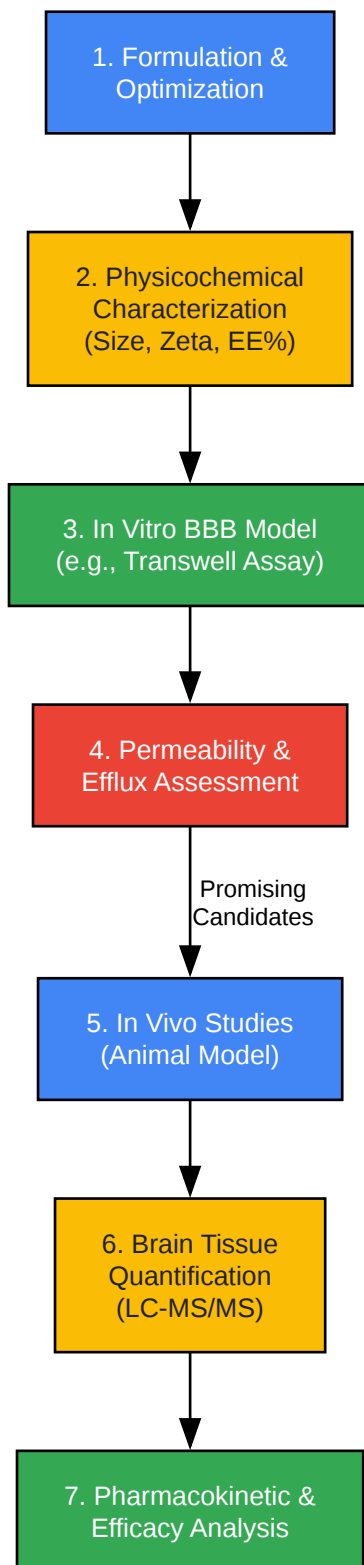 1. Formulation &
Optimization
2. Physicochemical
Characterization
(Size, Zeta, EE%)
3. In Vitro BBB Model
(e.g., Transwell Assay)
4. Permeability &
Efflux Assessment
Promising
Candidates
5. In Vivo Studies
(Animal Model)
6. Brain Tissue
Quantification
(LC-MS/MS)
7. Pharmacokinetic &
Efficacy Analysis